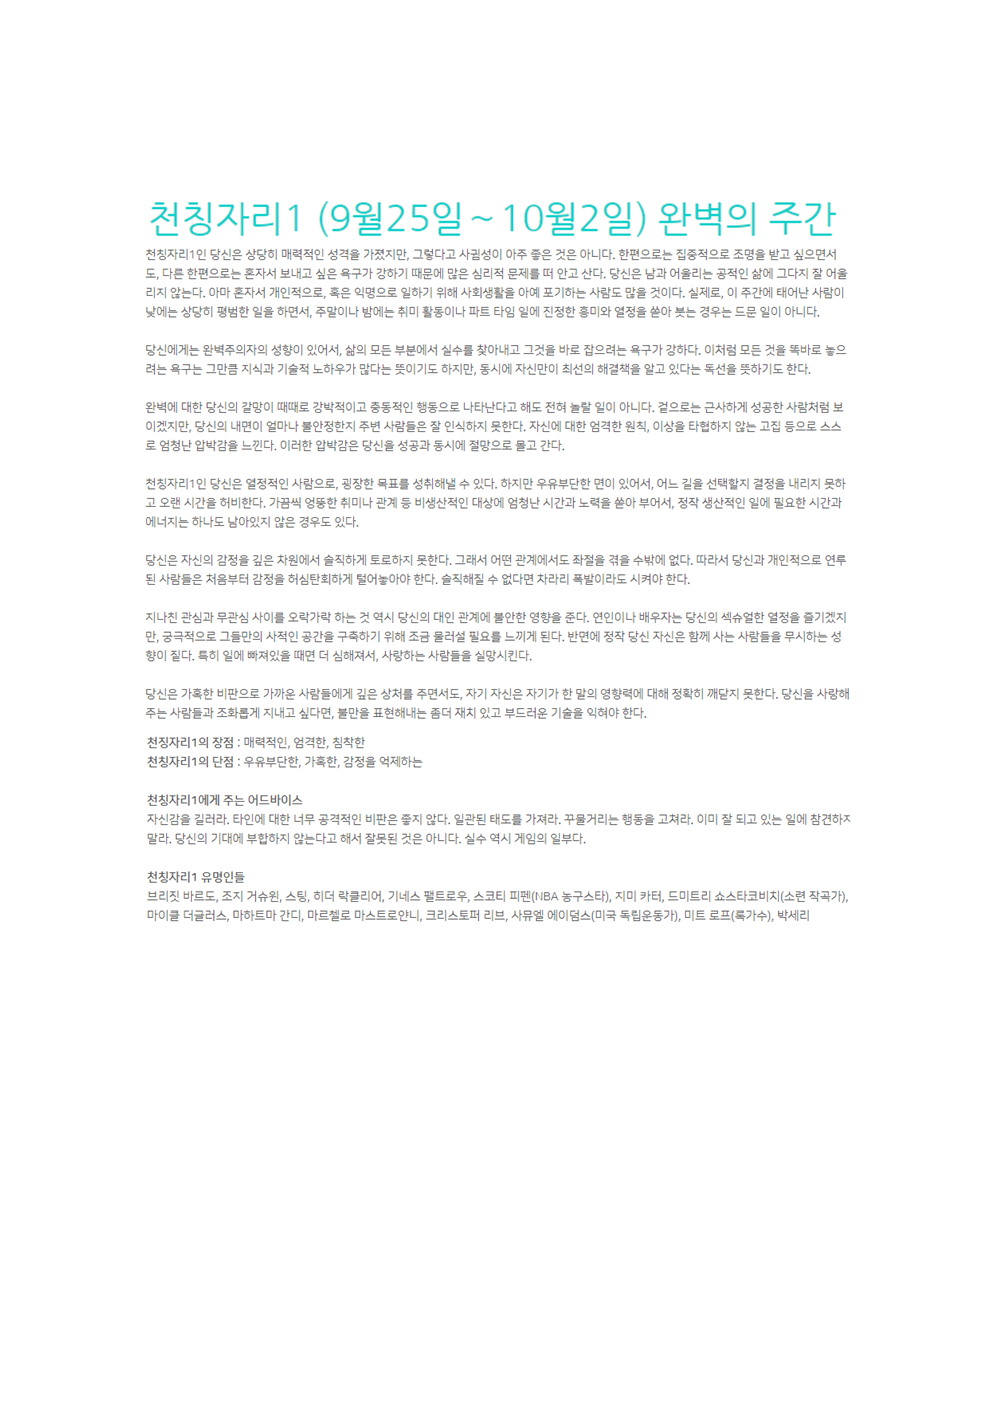 천칭자리1 (9월25일~10월2일) 완벽의 주간
천칭자리1인 당신은 상당히 매력적인 성격을 가졌지만, 그렇다고 사굄성이 아주 좋은 것은 아니다. 한편으로는 집중적으로 조명을 받고 싶으면서
도, 다른 한편으로는 혼자서 보내고 싶은 욕구가 강하기 때문에 많은 심리적 문제를 떠 안고 산다. 당신은 남과 어울리는 공적인 삶에 그다지 잘 어울
리지 않는다. 아마 혼자서 개인적으로, 혹은 익명으로 일하기 위해 사회생활을 아예 포기하는 사람도 많을 것이다. 실제로, 이 주간에 태어난 사람이
낮에는 상당히 평범한 일을 하면서, 주말이나 밤에는 취미 활동이나 파트 타임 일에 진정한 흥미와 열정을 쏟아 붓는 경우는 드문 일이 아니다.
당신에게는 완벽주의자의 성향이 있어서, 삶의 모든 부분에서 실수를 찾아내고 그것을 바로 잡으려는 욕구가 강하다. 이처럼 모든 것을 똑바로 놓으
려는 욕구는 그만큼 지식과 기술적 노하우가 많다는 뜻이기도 하지만, 동시에 자신만이 최선의 해결책을 알고 있다는 독선을 뜻하기도 한다.
완벽에 대한 당신의 갈망이 때때로 강박적이고 충동적인 행동으로 나타난다고 해도 전혀 놀랄 일이 아니다. 겉으로는 근사하게 성공한 사람처럼 보
이겠지만, 당신의 내면이 얼마나 불안정한지 주변 사람들은 잘 인식하지 못한다. 자신에 대한 엄격한 원칙, 이상을 타협하지 않는 고집 등으로 스스
로 엄청난 압박감을 느낀다. 이러한 압박감은 당신을 성공과 동시에 절망으로 몰고 간다.
천칭자리1인 당신은 열정적인 사람으로, 굉장한 목표를 성취해낼 수 있다. 하지만 우유부단한 면이 있어서, 어느 길을 선택할지 결정을 내리지 못하
고 오랜 시간을 허비한다. 가끔씩 엉뚱한 취미나 관계 등 비생산적인 대상에 엄청난 시간과 노력을 쏟아 부어서, 정작 생산적인 일에 필요한 시간과
에너지는 하나도 남아있지 않은 경우도 있다.
당신은 자신의 감정을 깊은 차원에서 솔직하게 토로하지 못한다. 그래서 어떤 관계에서도 좌절을 겪을 수밖에 없다. 따라서 당신과 개인적으로 연루
된 사람들은 처음부터 감정을 허심탄회하게 털어놓아야 한다. 솔직해질 수 없다면 차라리 폭발이라도 시켜야 한다.
지나친 관심과 무관심 사이를 오락가락 하는 것 역시 당신의 대인 관계에 불안한 영향을 준다. 연인이나 배우자는 당신의 섹슈얼한 열정을 즐기겠지
만, 궁극적으로 그들만의 사적인 공간을 구축하기 위해 조금 물러설 필요를 느끼게 된다. 반면에 정작 당신 자신은 함께 사는 사람들을 무시하는 성
향이 짙다. 특히 일에 빠져있을 때면 더 심해져서, 사랑하는 사람들을 실망시킨다.
당신은 가혹한 비판으로 가까운 사람들에게 깊은 상처를 주면서도, 자기 자신은 자기가 한 말의 영향력에 대해 정확히 깨닫지 못한다. 당신을 사랑해
주는 사람들과 조화롭게 지내고 싶다면, 불만을 표현해내는 좀더 재치 있고 부드러운 기술을 익혀야 한다.
천징자리1의 장점 : 매력적인, 엄격한, 침착한
천칭자리1의 단점 : 우유부단한, 가혹한, 감정을 억제하는
천칭자리1에게 주는 어드바이스
자신감을 길러라. 타인에 대한 너무 공격적인 비판은 좋지 않다. 일관된 태도를 가져라. 꾸물거리는 행동을 고쳐라. 이미 잘 되고 있는 일에 참견하지
말라. 당신의 기대에 부합하지 않는다고 해서 잘못된 것은 아니다. 실수 역시 게임의 일부다.
천칭자리1 유명인들
브리짓 바르도, 조지 거슈윈, 스팅, 히더 락클리어, 기네스 팰트로우, 스코티 피펜(NBA 농구스타), 지미 카터, 드미트리 쇼스타코비치(소련 작곡가),
마이클 더글러스, 마하트마 간디, 마르첼로 마스트로얀니, 크리스토퍼 리브, 사뮤엘 에이덤스(미국 독립운동가), 미트 로프(록가수), 박세리